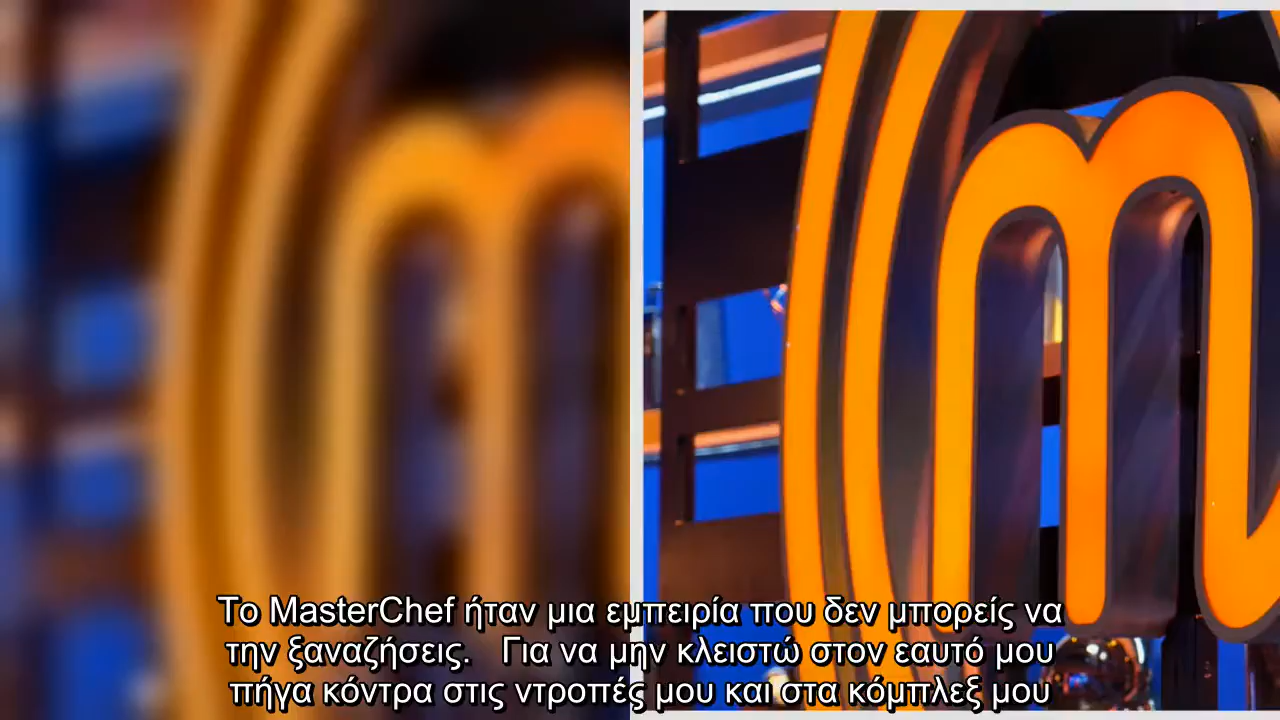 Το MasterChef ήταν μια εμπειρία που δεν μπορείς να
την ξαναζήσεις. Για να μην κλειστώ στον εαυτό μου
πήγα κόντρα στις ντροπές μου και στα κόμπλεξ μου